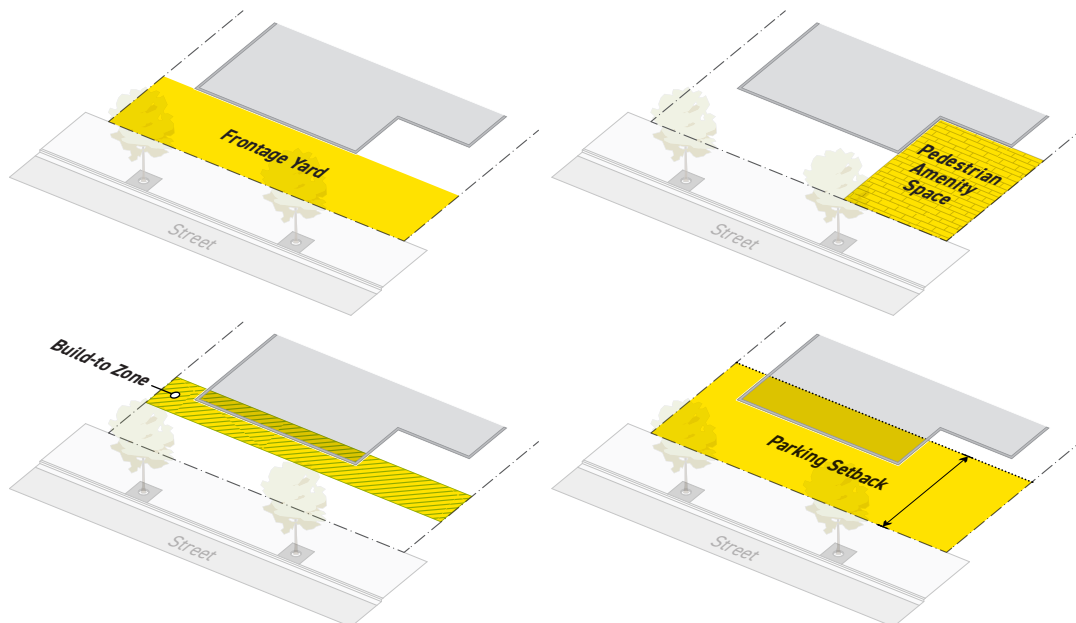 Frontage Yard
Street
Pedestrian
Amenity
Space
Street
Build-to Zone
Street
Parking Setback
Street